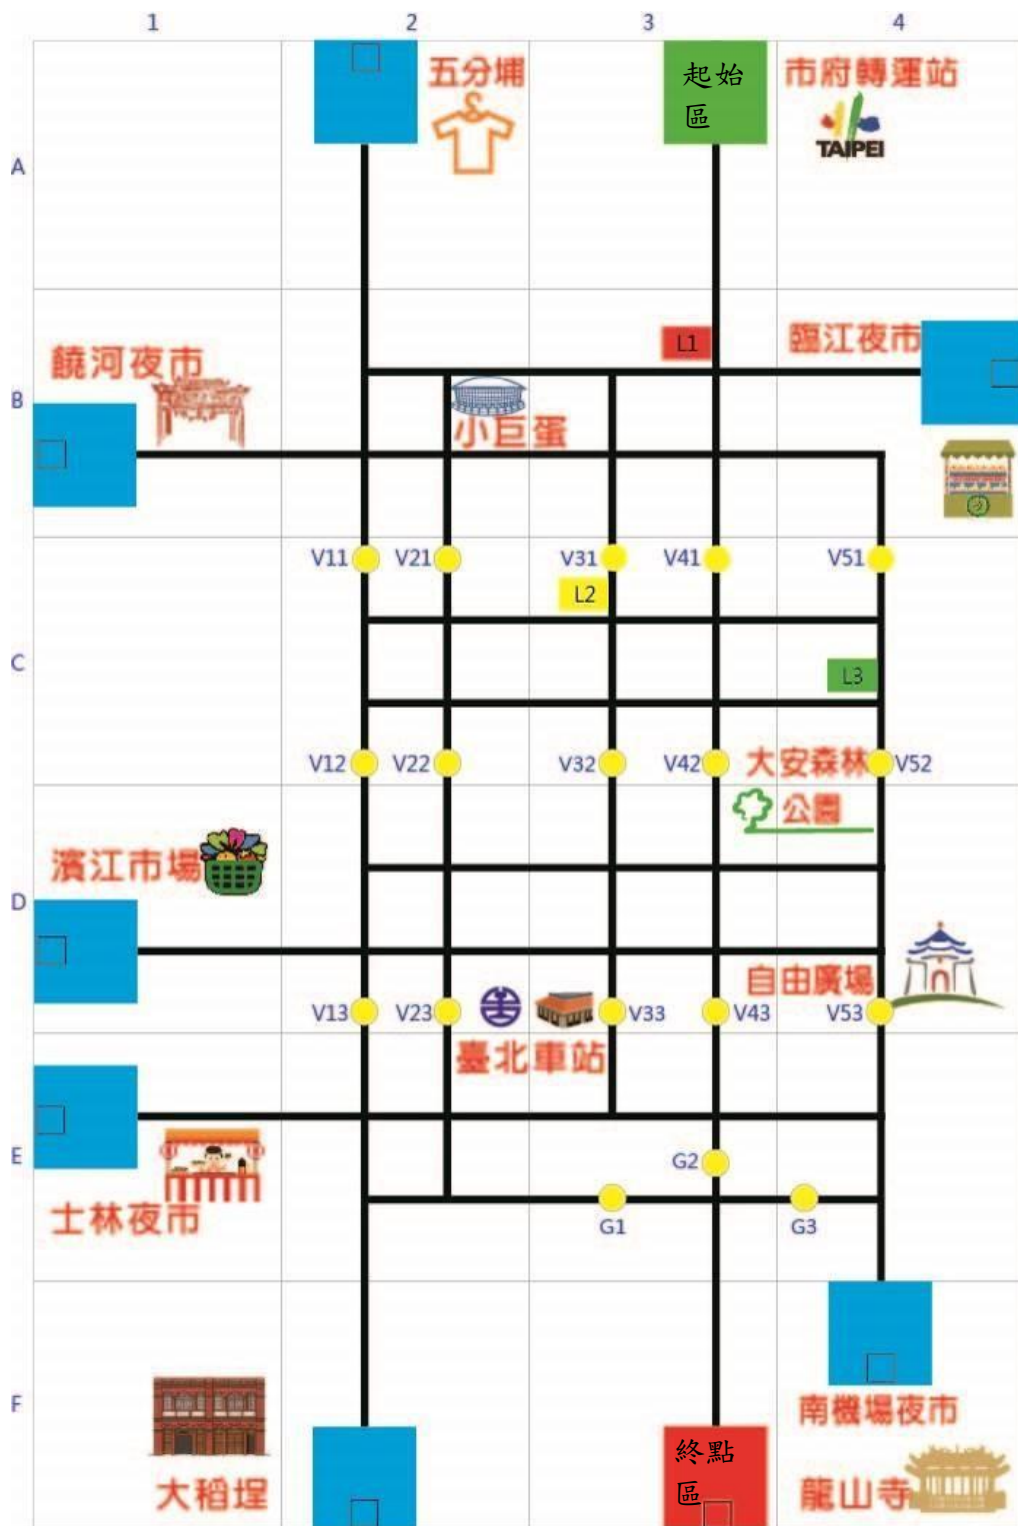 1 2 3 4
五分埔
起始
區
市府轉運站
TAIPEI
A
L1
臨江夜市
饒河夜市
B
小巨蛋
V11 V21 V31 V41 V51
L2
C
L3
V12 V22 V32 V42 大安森林 V52
公園
濱江市場
D
自由廣場
V13 V23 V33 V43 V53
臺北車站
E
G2
士林夜市
G1 G3
F
南機場夜市
終點
區
大稻埕
龍山寺